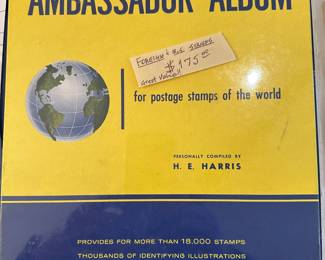 AMBASSADOR ALBUM
FOREIGN & U.S. STAMPS
$175.00
Great Value!!
for postage stamps of the world
PERSONALLY COMPILED BY
H. E. HARRIS
PROVIDES FOR MORE THAN 18,000 STAMPS
THOUSANDS OF IDENTIFYING ILLUSTRATIONS